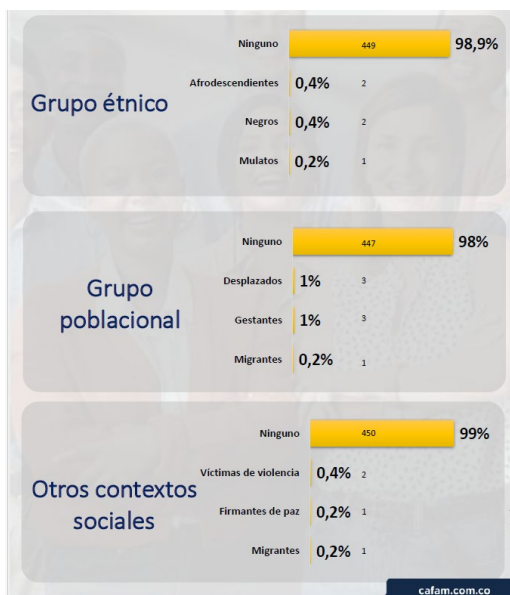 Grupo étnico
Ninguno 449 98,9%
Afrodescendientes 0,4% 2
Negros 0,4% 2
Mulatos 0,2% 1
Grupo
poblacional
Ninguno 447 98%
Desplazados 1% 3
Gestantes 1% 3
Migrantes 0,2% 1
Otros contextos
sociales
Ninguno 450 99%
Víctimas de violencia 0,4% 2
Firmantes de paz 0,2% 1
Migrantes 0,2% 1
cafam.com.co